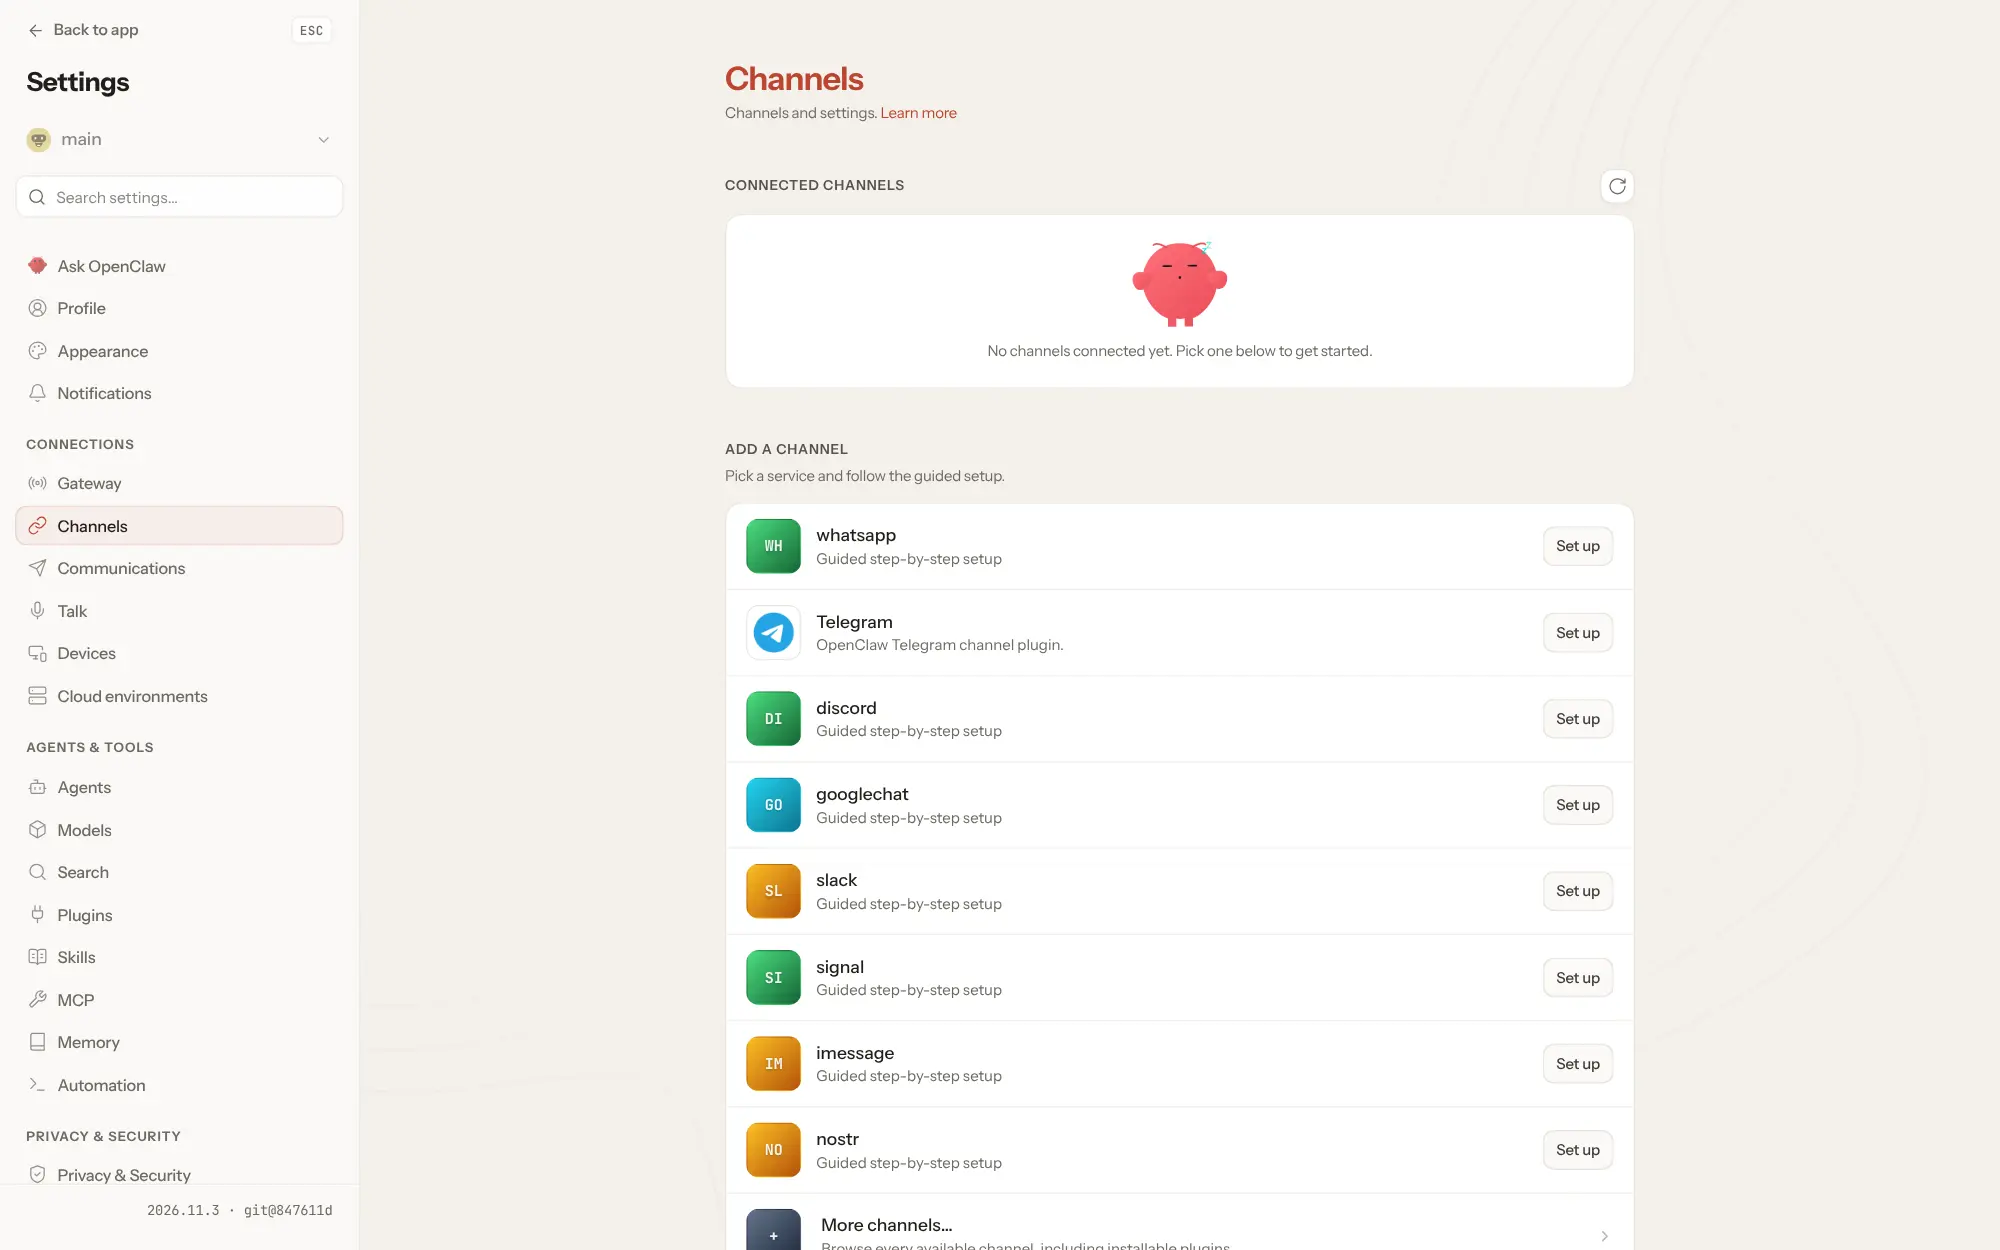 Back to app
ESC
Settings
main
Search settings...
Ask OpenClaw
Profile
Appearance
Notifications
CONNECTIONS
Gateway
Channels
Communications
Talk
Devices
Cloud environments
AGENTS & TOOLS
Agents
Models
Search
Plugins
Skills
MCP
Memory
Automation
PRIVACY & SECURITY
Privacy & Security
2026.11.3 · git@847611d
Channels
Channels and settings. Learn more
CONNECTED CHANNELS
No channels connected yet. Pick one below to get started.
ADD A CHANNEL
Pick a service and follow the guided setup.
WH
whatsapp
Guided step-by-step setup
Set up
Telegram
OpenClaw Telegram channel plugin.
Set up
DI
discord
Guided step-by-step setup
Set up
GO
googlechat
Guided step-by-step setup
Set up
SL
slack
Guided step-by-step setup
Set up
SI
signal
Guided step-by-step setup
Set up
IM
imessage
Guided step-by-step setup
Set up
NO
nostr
Guided step-by-step setup
Set up
+
More channels...
Browse every available channel, including installable plugins.